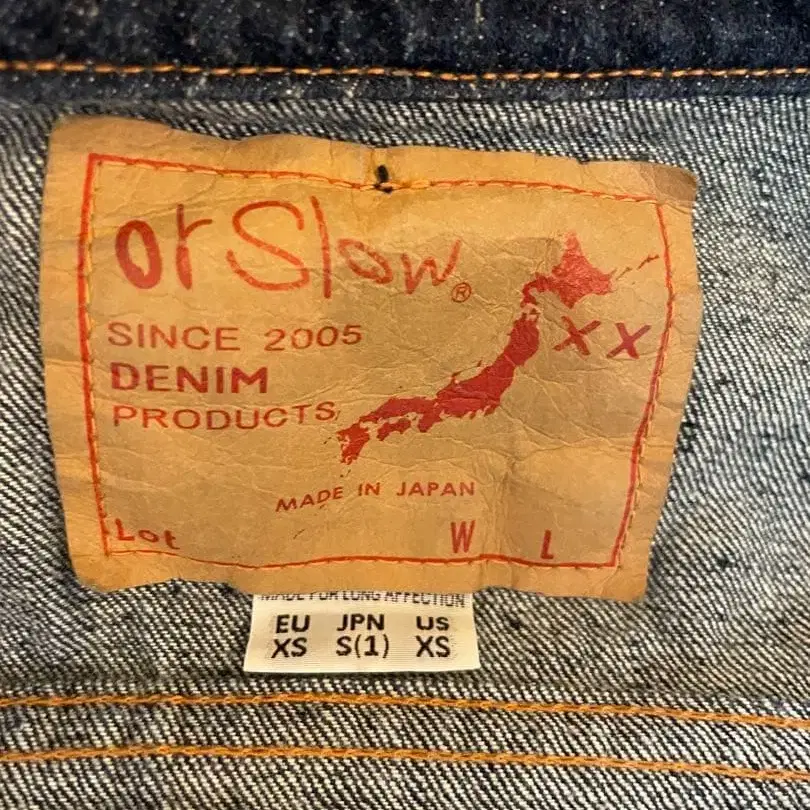 orSlow®
SINCE 2005
XX
DENIM
PRODUCTS
MADE IN JAPAN
Lot W L
MADE FOR LONG AFFECTION
EU JPN US
XS S(1) XS